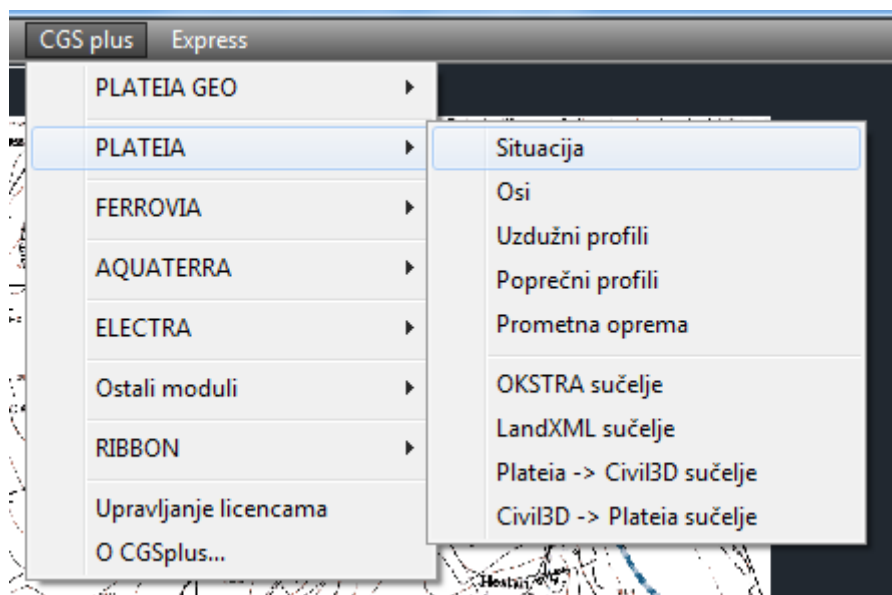 CGS plus Express
PLATEIA GEO
PLATEIA
FERROVIA
AQUATERRA
ELECTRA
Ostali moduli
RIBBON
Upravljanje licencama
O CGSplus...
Situacija
Osi
Uzdužni profili
Poprečni profili
Prometna oprema
OKSTRA sučelje
LandXML sučelje
Plateia -> Civil3D sučelje
Civil3D -> Plateia sučelje